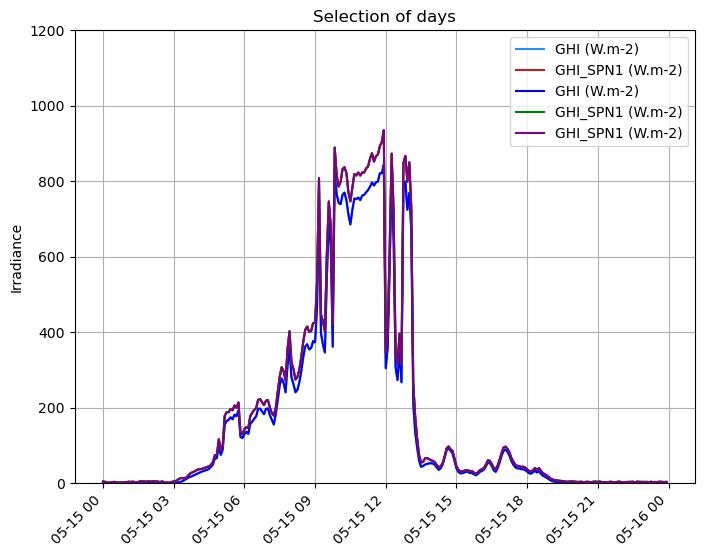 Selection of days
1200
1000
800
600
400
200
0
Irradiance
GHI (W.m-2)
GHI_SPN1 (W.m-2)
GHI (W.m-2)
GHI_SPN1 (W.m-2)
GHI_SPN1 (W.m-2)
05-15 00
05-15 03
05-15 06
05-15 09
05-15 12
05-15 15
05-15 18
05-15 21
05-16 00